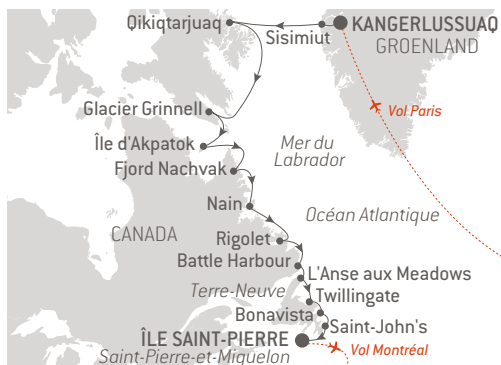 Qikiqtarjuaq
Sisimiut
KANGERLUSSUAQ
GROENLAND
Vol Paris
Glacier Grinnell
Île d'Akpatok
Fjord Nachvak
Mer du
Labrador
Nain
Océan Atlantique
CANADA
Rigolet
Battle Harbour
L'Anse aux Meadows
Terre-Neuve
Twillingate
Bonavista
Saint-John's
ÎLE SAINT-PIERRE
Saint-Pierre-et-Miquelon
Vol Montréal